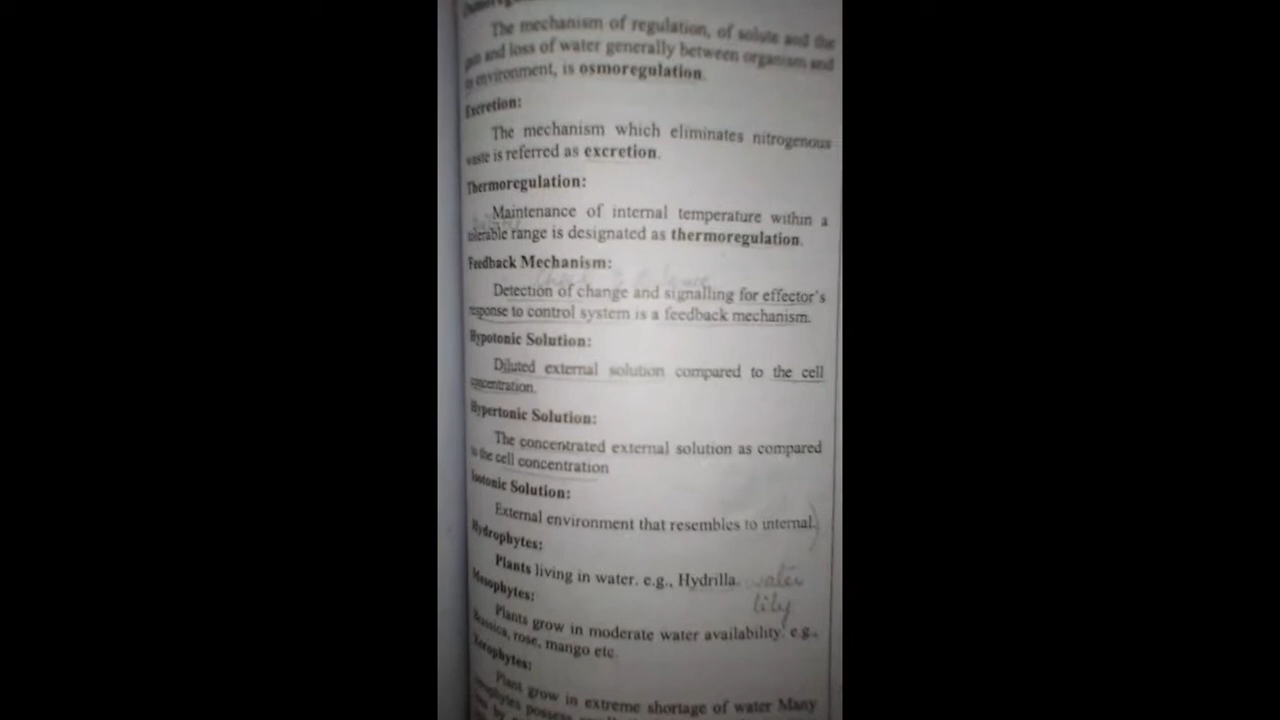 The mechanism of regulation, of solute and the
gain and loss of water generally between organism and
environment, is osmoregulation.
Excretion:
The mechanism which eliminates nitrogenous
waste is referred as excretion.
Thermoregulation:
Maintenance of internal temperature within a
tolerable range is designated as thermoregulation.
Feedback Mechanism:
Detection of change and signalling for effector's
response to control system is a feedback mechanism.
Hypotonic Solution:
Diluted external solution compared to the cell
concentration.
Hypertonic Solution:
The concentrated external solution as compared
to the cell concentration
Isotonic Solution:
External environment that resembles to internal.
Hydrophytes:
Plants living in water. e.g., Hydrilla. water
lily
Mesophytes:
Plants grow in moderate water availability. e.g.,
Brassica, rose, mango etc.
Xerophytes:
Plant grow in extreme shortage of water Many
possess